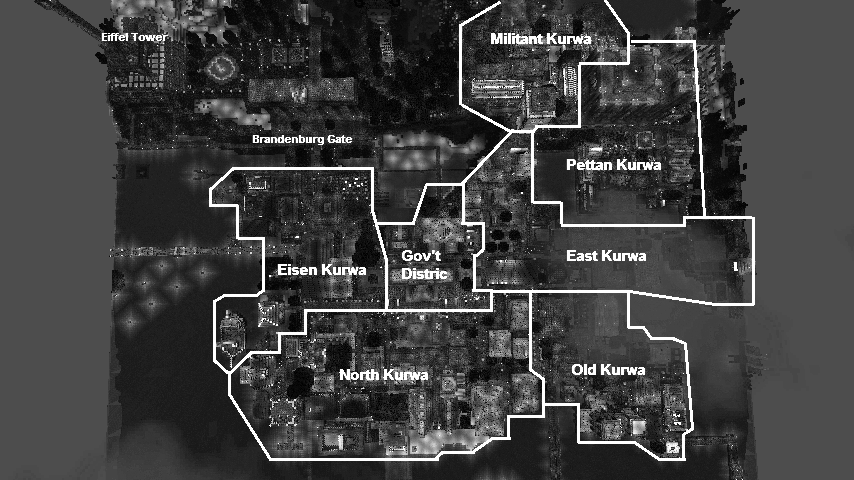 Eiffel Tower
Militant Kurwa
Brandenburg Gate
Pettan Kurwa
Eisen Kurwa
Gov't
Distric
East Kurwa
North Kurwa
Old Kurwa